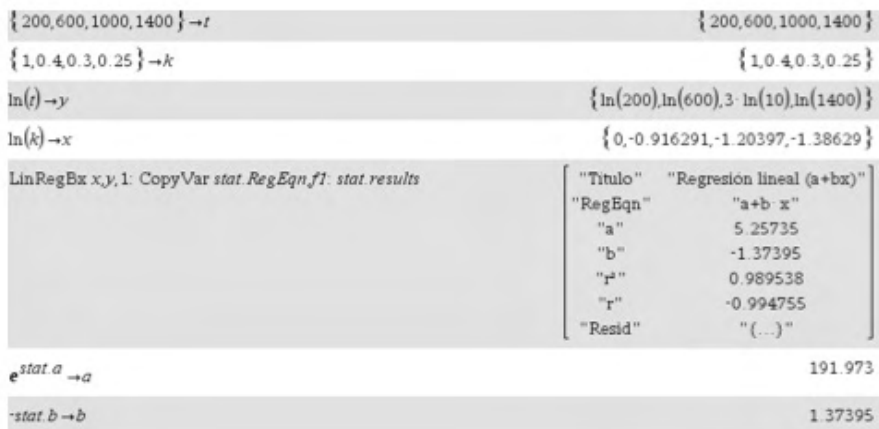 {200,600,1000,1400}→t {200,600,1000,1400}
{1,0.4,0.3,0.25}→k {1,0.4,0.3,0.25}
ln(t)→y {ln(200),ln(600),3·ln(10),ln(1400)}
ln(k)→x {0,-0.916291,-1.20397,-1.38629}
LinRegBx x,y,1: CopyVar stat.RegEqn,f1: stat.results
"Titulo" "Regresión lineal (a+bx)"
"RegEqn" "a+b·x"
"a" 5.25735
"b" -1.37395
"r²" 0.989538
"r" -0.994755
"Resid" "{...}"
e^stat.a→a 191.973
-stat.b→b 1.37395